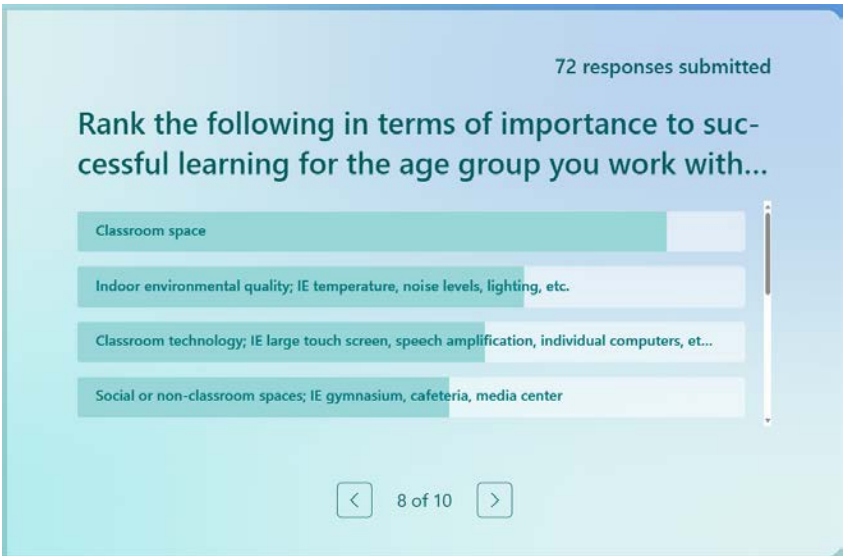 72 responses submitted
Rank the following in terms of importance to suc-
cessful learning for the age group you work with...
Classroom space
Indoor environmental quality; IE temperature, noise levels, lighting, etc.
Classroom technology; IE large touch screen, speech amplification, individual computers, et...
Social or non-classroom spaces; IE gymnasium, cafeteria, media center
8 of 10